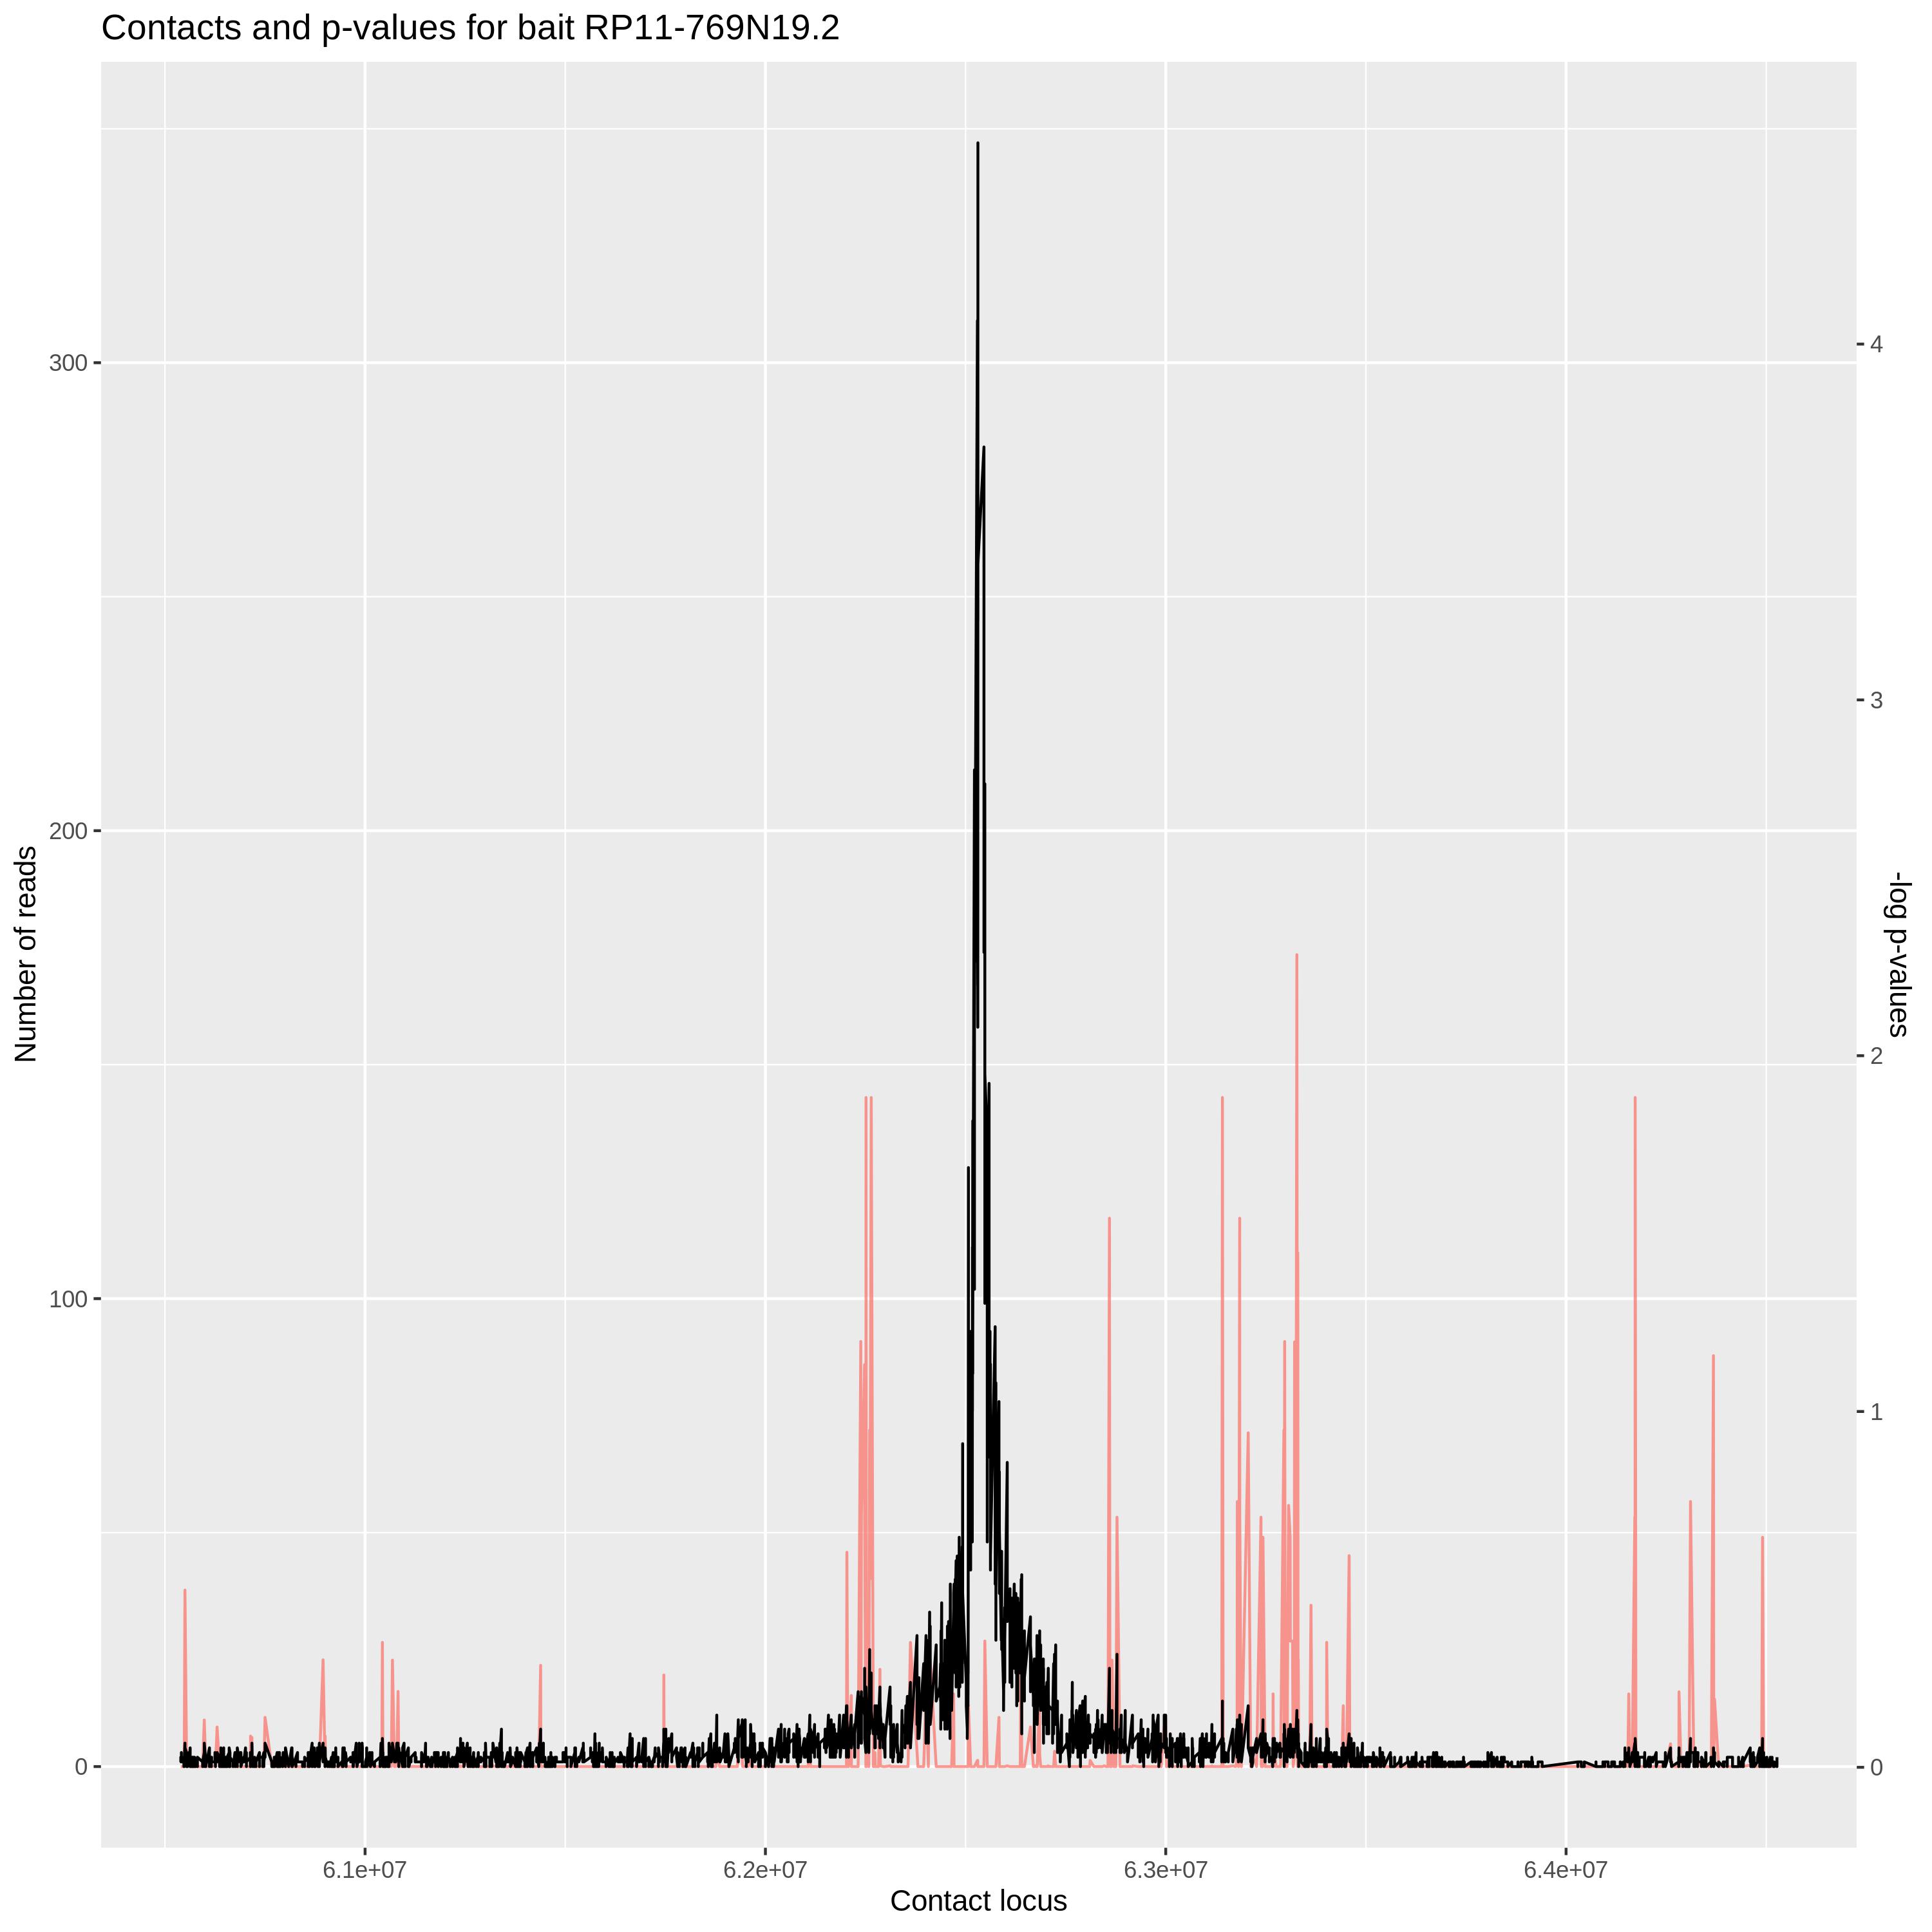 Contacts and p-values for bait RP11-769N19.2
300
200
100
0
Number of reads
4
3
2
1
0
-log p-values
6.1e+07
6.2e+07
6.3e+07
6.4e+07
Contact locus